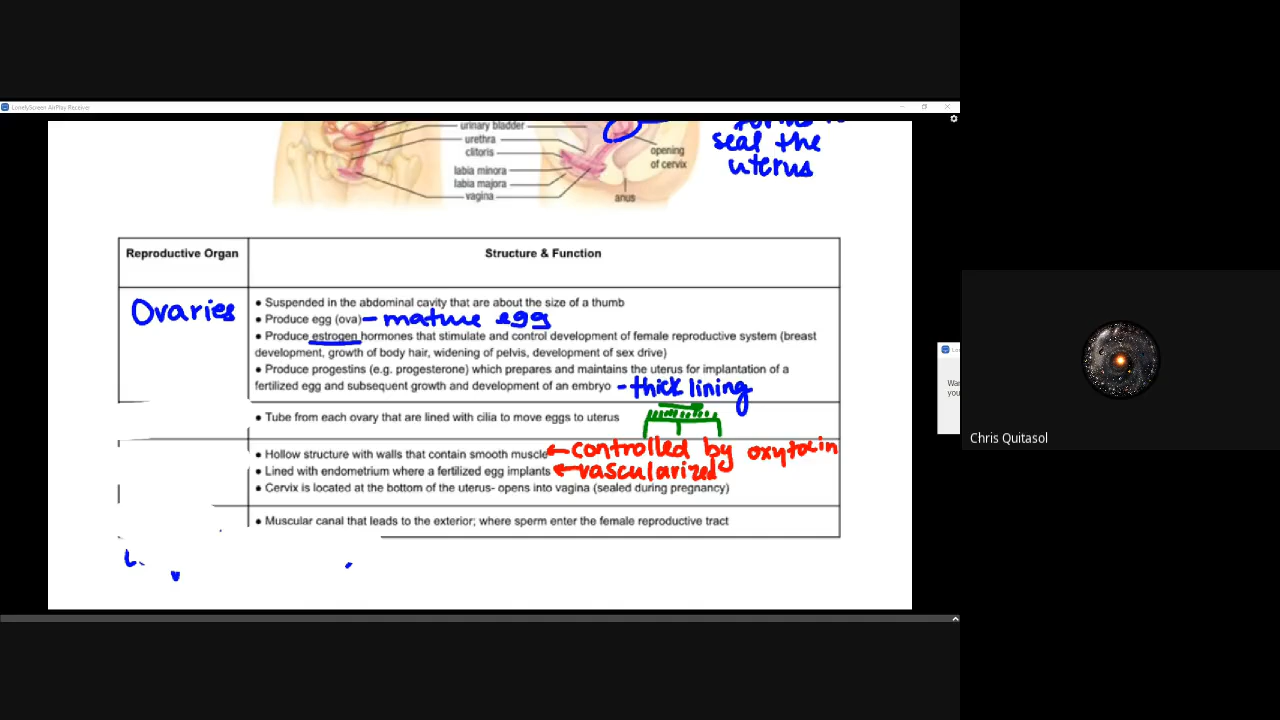 LonelyScreen AirPlay Receiver
urinary bladder
urethra
clitoris
labia minora
labia majora
vagina
opening
of cervix
anus
seal the
uterus
Reproductive Organ
Structure & Function
Ovaries
● Suspended in the abdominal cavity that are about the size of a thumb
● Produce egg (ova) – mature egg
● Produce estrogen hormones that stimulate and control development of female reproductive system (breast
development, growth of body hair, widening of pelvis, development of sex drive)
● Produce progestins (e.g. progesterone) which prepares and maintains the uterus for implantation of a
fertilized egg and subsequent growth and development of an embryo - thick lining
● Tube from each ovary that are lined with cilia to move eggs to uterus
● Hollow structure with walls that contain smooth muscle ← controlled by oxytocin
● Lined with endometrium where a fertilized egg implants ← vascularized
● Cervix is located at the bottom of the uterus- opens into vagina (sealed during pregnancy)
● Muscular canal that leads to the exterior; where sperm enter the female reproductive tract
Chris Quitasol